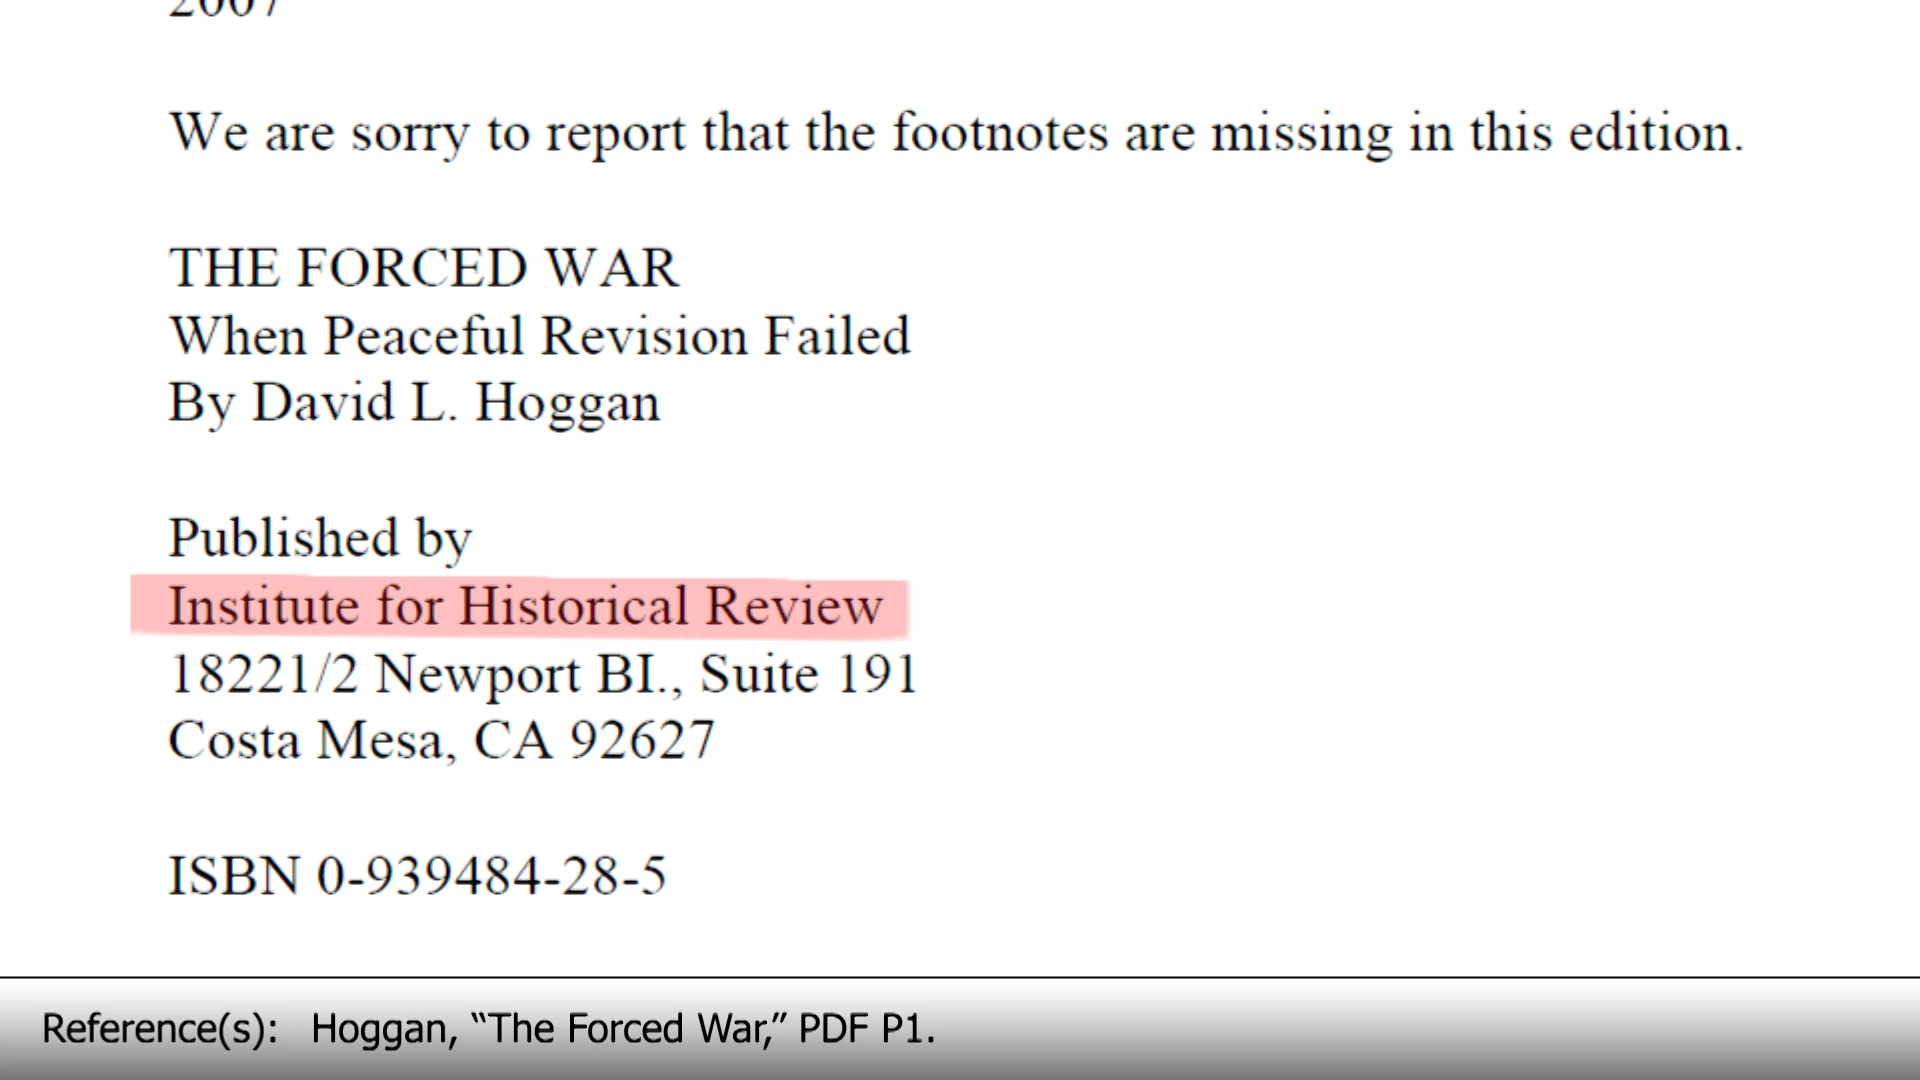 2007
We are sorry to report that the footnotes are missing in this edition.
THE FORCED WAR
When Peaceful Revision Failed
By David L. Hoggan
Published by
Institute for Historical Review
18221/2 Newport BI., Suite 191
Costa Mesa, CA 92627
ISBN 0-939484-28-5
Reference(s): Hoggan, “The Forced War,” PDF P1.